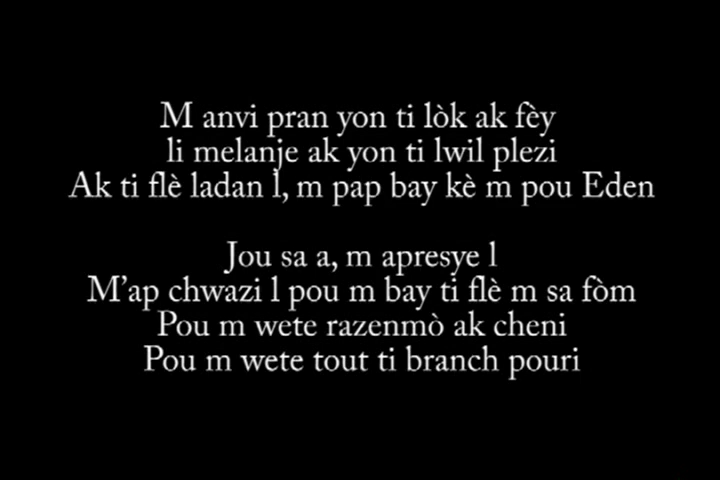 M anvi pran yon ti lòk ak fèy
li melanje ak yon ti lwil plezi
Ak ti flè ladan l, m pap bay kè m pou Eden
Jou sa a, m apresye l
M'ap chwazi l pou m bay ti flè m sa fòm
Pou m wete razenmò ak cheni
Pou m wete tout ti branch pouri